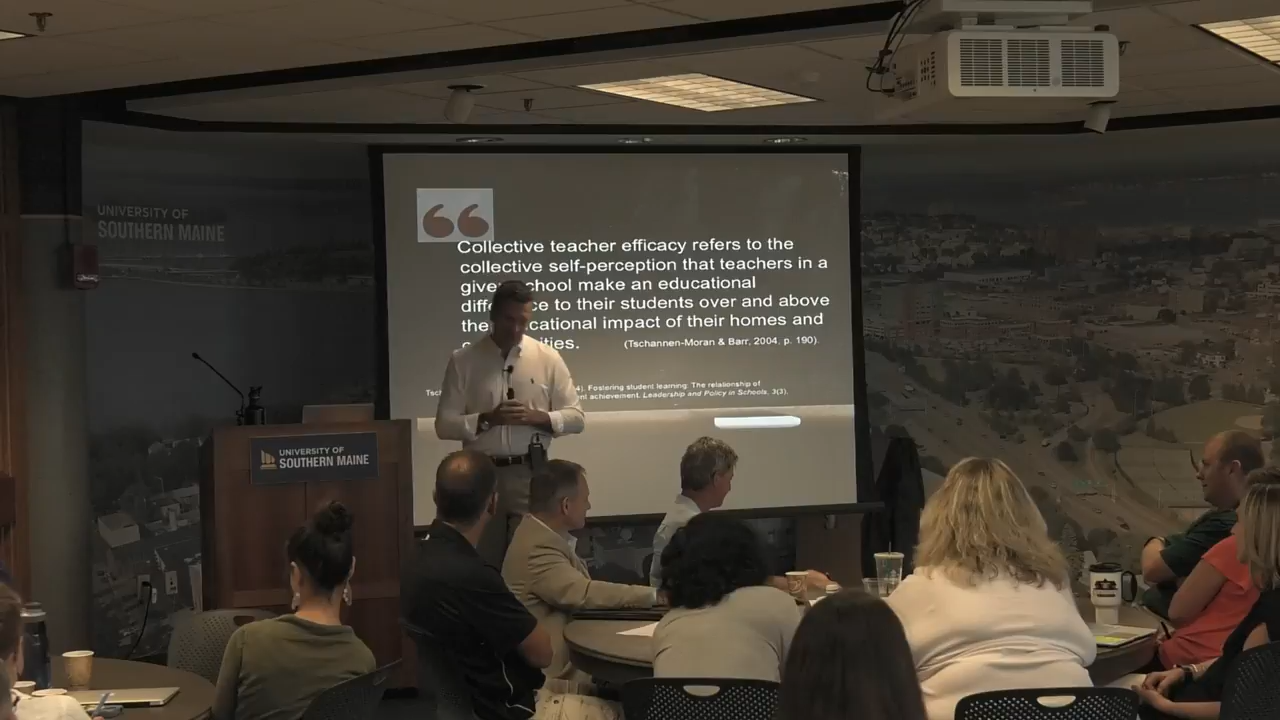 UNIVERSITY OF
SOUTHERN MAINE
Collective teacher efficacy refers to the
collective self-perception that teachers in a
school make an educational
to their students over and above
the impact of their homes and
(Tschannen-Moran & Barr, 2004, p. 190).
Fostering student learning: The relationship of
achievement. Leadership and Policy in Schools, 3(3).
UNIVERSITY OF
SOUTHERN MAINE